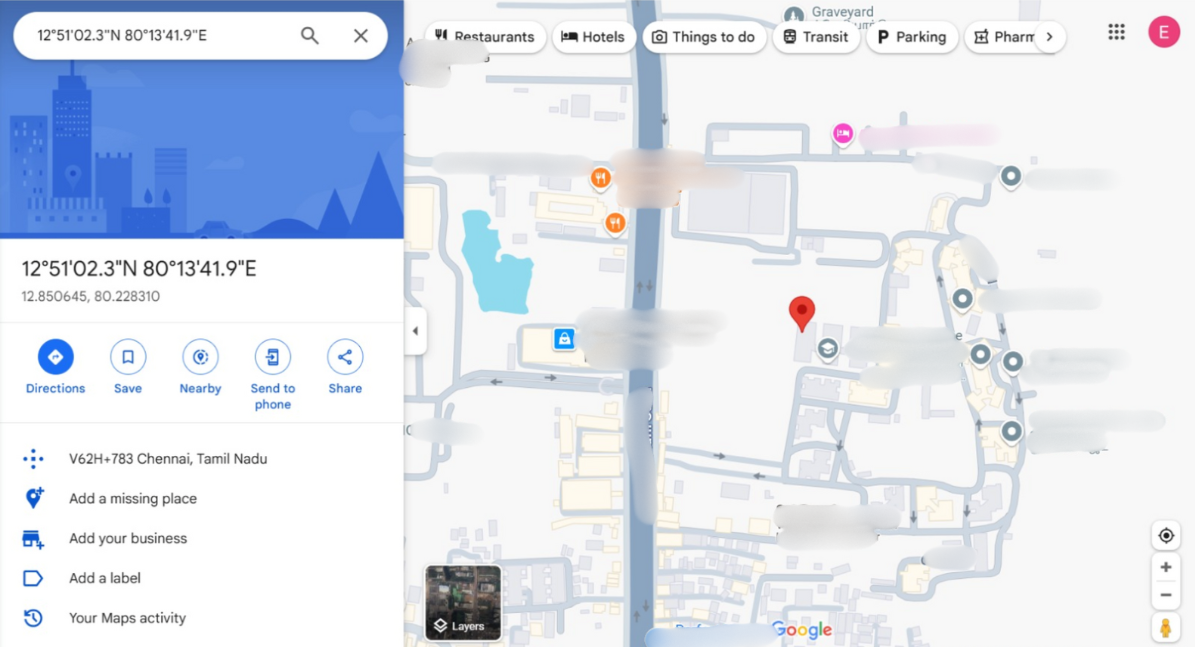 12°51'02.3"N 80°13'41.9"E
Restaurants
Hotels
Things to do
Transit
Parking
Pharm
Graveyard
E
12°51'02.3"N 80°13'41.9"E
12.850645, 80.228310
Directions
Save
Nearby
Send to
phone
Share
V62H+783 Chennai, Tamil Nadu
Add a missing place
Add your business
Add a label
Your Maps activity
Layers
Google